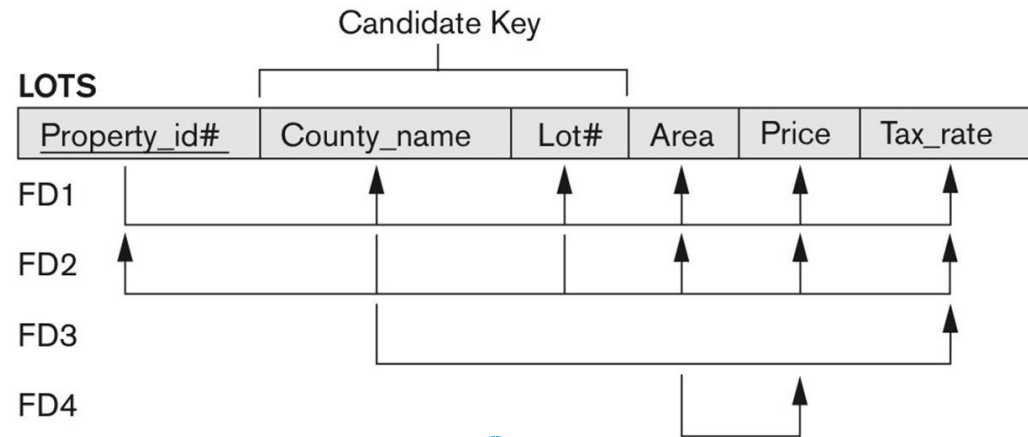 Candidate Key
LOTS
Property_id# County_name Lot# Area Price Tax_rate
FD1
FD2
FD3
FD4